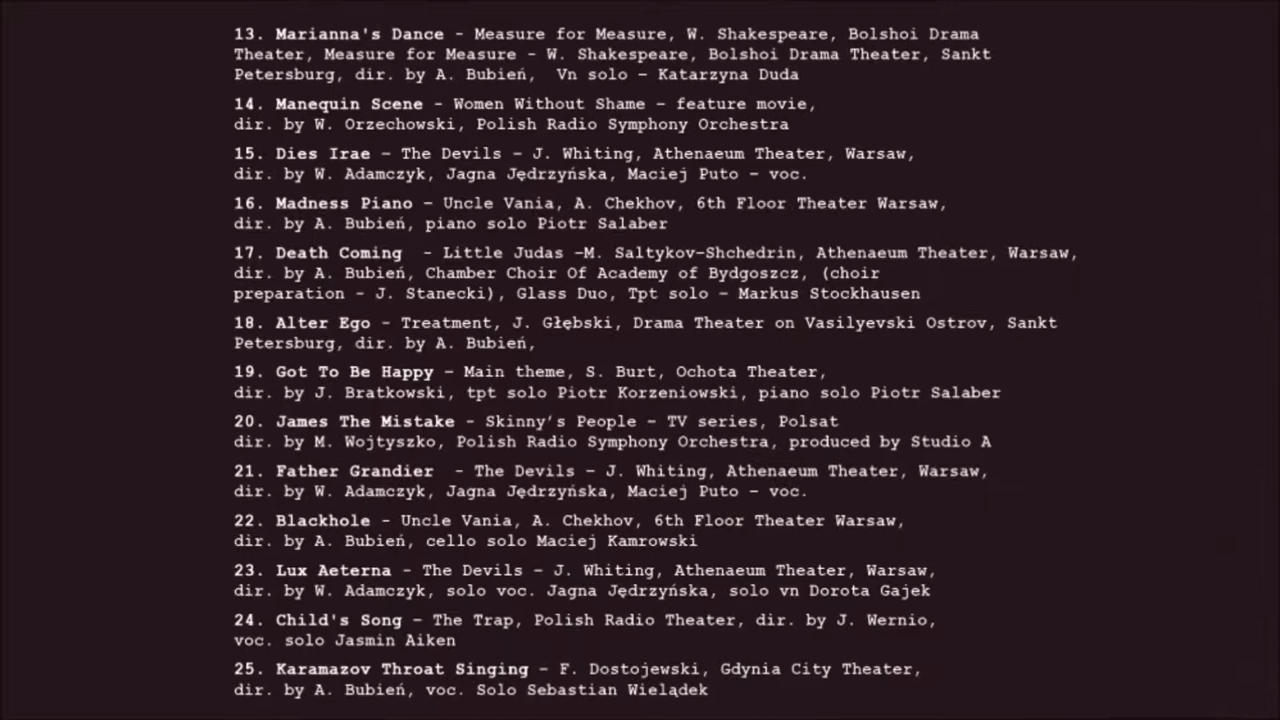 13. Marianna's Dance - Measure for Measure, W. Shakespeare, Bolshoi Drama
Theater, Measure for Measure - W. Shakespeare, Bolshoi Drama Theater, Sankt
Petersburg, dir. by A. Bubień,  Vn solo – Katarzyna Duda
14. Manequin Scene - Women Without Shame – feature movie,
dir. by W. Orzechowski, Polish Radio Symphony Orchestra
15. Dies Irae – The Devils – J. Whiting, Athenaeum Theater, Warsaw,
dir. by W. Adamczyk, Jagna Jędrzyńska, Maciej Puto – voc.
16. Madness Piano – Uncle Vania, A. Chekhov, 6th Floor Theater Warsaw,
dir. by A. Bubień, piano solo Piotr Salaber
17. Death Coming  - Little Judas –M. Saltykov-Shchedrin, Athenaeum Theater, Warsaw,
dir. by A. Bubień, Chamber Choir Of Academy of Bydgoszcz, (choir
preparation - J. Stanecki), Glass Duo, Tpt solo – Markus Stockhausen
18. Alter Ego - Treatment, J. Głębski, Drama Theater on Vasilyevski Ostrov, Sankt
Petersburg, dir. by A. Bubień,
19. Got To Be Happy – Main theme, S. Burt, Ochota Theater,
dir. by J. Bratkowski, tpt solo Piotr Korzeniowski, piano solo Piotr Salaber
20. James The Mistake - Skinny’s People – TV series, Polsat
dir. by M. Wojtyszko, Polish Radio Symphony Orchestra, produced by Studio A
21. Father Grandier  - The Devils – J. Whiting, Athenaeum Theater, Warsaw,
dir. by W. Adamczyk, Jagna Jędrzyńska, Maciej Puto – voc.
22. Blackhole - Uncle Vania, A. Chekhov, 6th Floor Theater Warsaw,
dir. by A. Bubień, cello solo Maciej Kamrowski
23. Lux Aeterna - The Devils – J. Whiting, Athenaeum Theater, Warsaw,
dir. by W. Adamczyk, solo voc. Jagna Jędrzyńska, solo vn Dorota Gajek
24. Child's Song – The Trap, Polish Radio Theater, dir. by J. Wernio,
voc. solo Jasmin Aiken
25. Karamazov Throat Singing – F. Dostojewski, Gdynia City Theater,
dir. by A. Bubień, voc. Solo Sebastian Wielądek